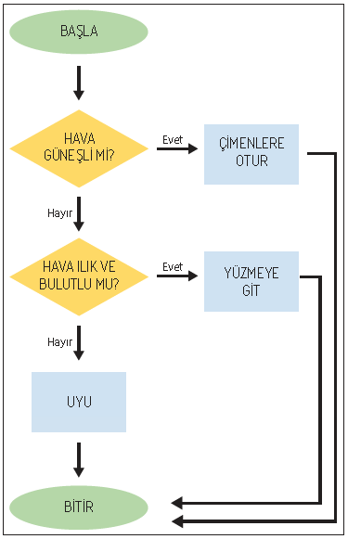 BAŞLA
HAVA
GÜNEŞLİ Mİ?
Evet
ÇİMENLERE
OTUR
Hayır
HAVA ILIK VE
BULUTLU MU?
Evet
YÜZMEYE
GİT
Hayır
UYU
BİTİR